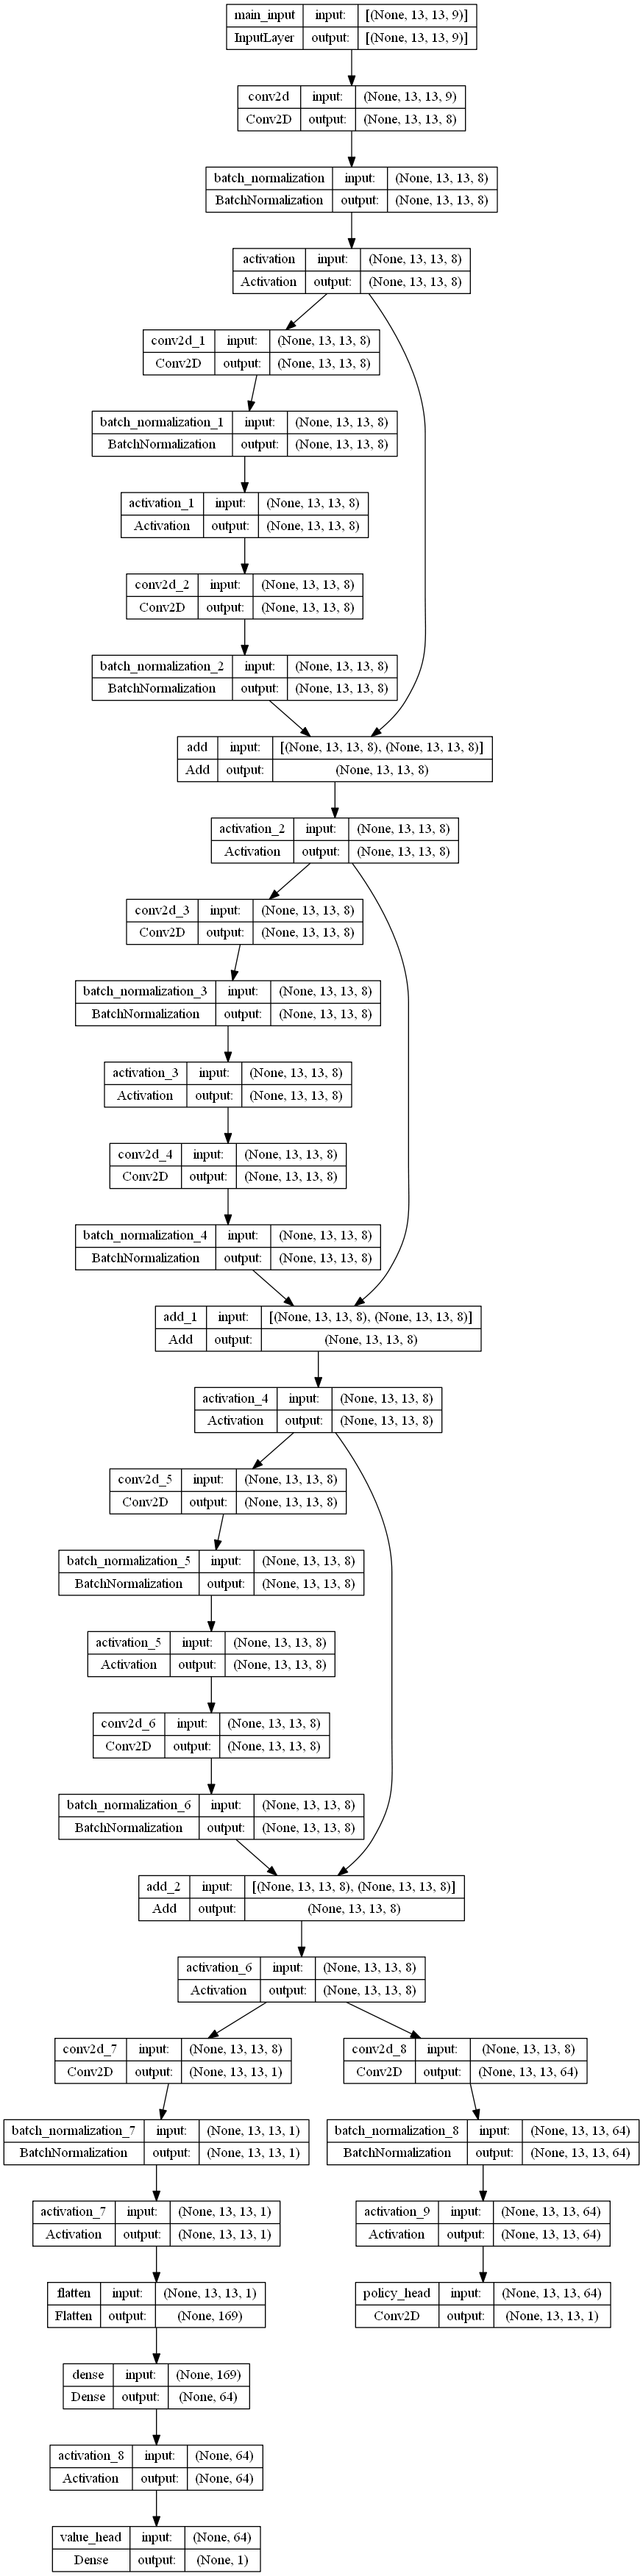 main_input input: [(None, 13, 13, 9)]
InputLayer output: [(None, 13, 13, 9)]
conv2d input: (None, 13, 13, 9)
Conv2D output: (None, 13, 13, 8)
batch_normalization input: (None, 13, 13, 8)
BatchNormalization output: (None, 13, 13, 8)
activation input: (None, 13, 13, 8)
Activation output: (None, 13, 13, 8)
conv2d_1 input: (None, 13, 13, 8)
Conv2D output: (None, 13, 13, 8)
batch_normalization_1 input: (None, 13, 13, 8)
BatchNormalization output: (None, 13, 13, 8)
activation_1 input: (None, 13, 13, 8)
Activation output: (None, 13, 13, 8)
conv2d_2 input: (None, 13, 13, 8)
Conv2D output: (None, 13, 13, 8)
batch_normalization_2 input: (None, 13, 13, 8)
BatchNormalization output: (None, 13, 13, 8)
add input: [(None, 13, 13, 8), (None, 13, 13, 8)]
Add output: (None, 13, 13, 8)
activation_2 input: (None, 13, 13, 8)
Activation output: (None, 13, 13, 8)
conv2d_3 input: (None, 13, 13, 8)
Conv2D output: (None, 13, 13, 8)
batch_normalization_3 input: (None, 13, 13, 8)
BatchNormalization output: (None, 13, 13, 8)
activation_3 input: (None, 13, 13, 8)
Activation output: (None, 13, 13, 8)
conv2d_4 input: (None, 13, 13, 8)
Conv2D output: (None, 13, 13, 8)
batch_normalization_4 input: (None, 13, 13, 8)
BatchNormalization output: (None, 13, 13, 8)
add_1 input: [(None, 13, 13, 8), (None, 13, 13, 8)]
Add output: (None, 13, 13, 8)
activation_4 input: (None, 13, 13, 8)
Activation output: (None, 13, 13, 8)
conv2d_5 input: (None, 13, 13, 8)
Conv2D output: (None, 13, 13, 8)
batch_normalization_5 input: (None, 13, 13, 8)
BatchNormalization output: (None, 13, 13, 8)
activation_5 input: (None, 13, 13, 8)
Activation output: (None, 13, 13, 8)
conv2d_6 input: (None, 13, 13, 8)
Conv2D output: (None, 13, 13, 8)
batch_normalization_6 input: (None, 13, 13, 8)
BatchNormalization output: (None, 13, 13, 8)
add_2 input: [(None, 13, 13, 8), (None, 13, 13, 8)]
Add output: (None, 13, 13, 8)
activation_6 input: (None, 13, 13, 8)
Activation output: (None, 13, 13, 8)
conv2d_7 input: (None, 13, 13, 8)
Conv2D output: (None, 13, 13, 1)
conv2d_8 input: (None, 13, 13, 8)
Conv2D output: (None, 13, 13, 64)
batch_normalization_7 input: (None, 13, 13, 1)
BatchNormalization output: (None, 13, 13, 1)
batch_normalization_8 input: (None, 13, 13, 64)
BatchNormalization output: (None, 13, 13, 64)
activation_7 input: (None, 13, 13, 1)
Activation output: (None, 13, 13, 1)
activation_9 input: (None, 13, 13, 64)
Activation output: (None, 13, 13, 64)
flatten input: (None, 13, 13, 1)
Flatten output: (None, 169)
policy_head input: (None, 13, 13, 64)
Conv2D output: (None, 13, 13, 1)
dense input: (None, 169)
Dense output: (None, 64)
activation_8 input: (None, 64)
Activation output: (None, 64)
value_head input: (None, 64)
Dense output: (None, 1)